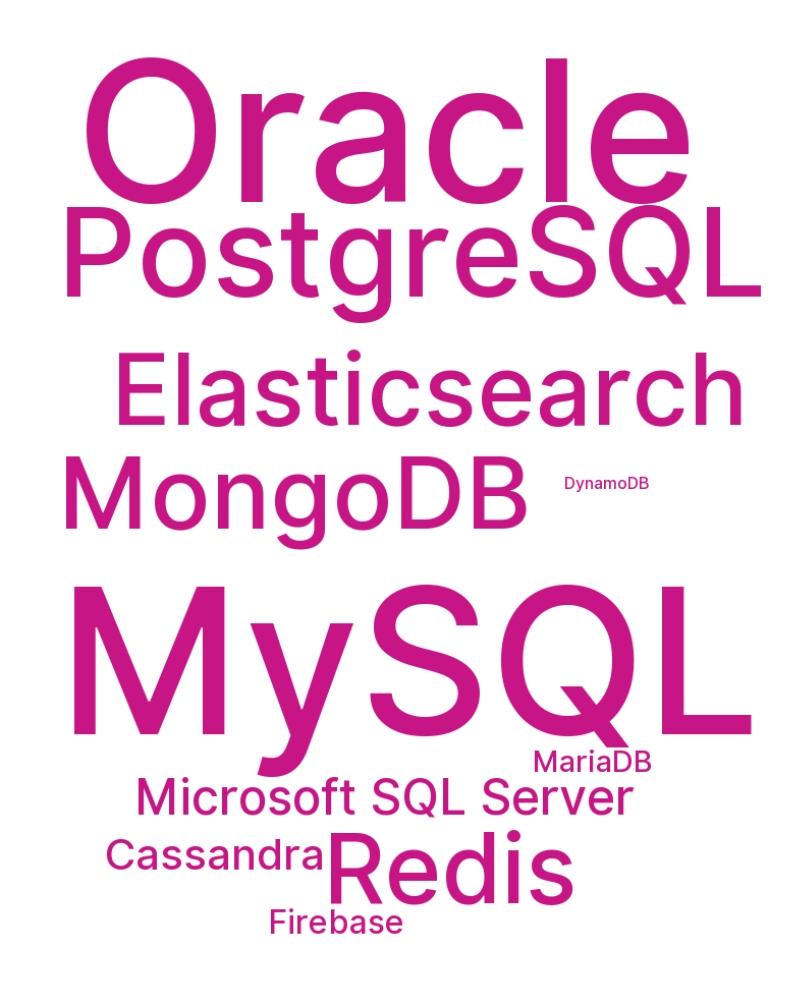 Oracle
PostgreSQL
Elasticsearch
MongoDB
DynamoDB
MySQL
MariaDB
Microsoft SQL Server
Cassandra
Redis
Firebase